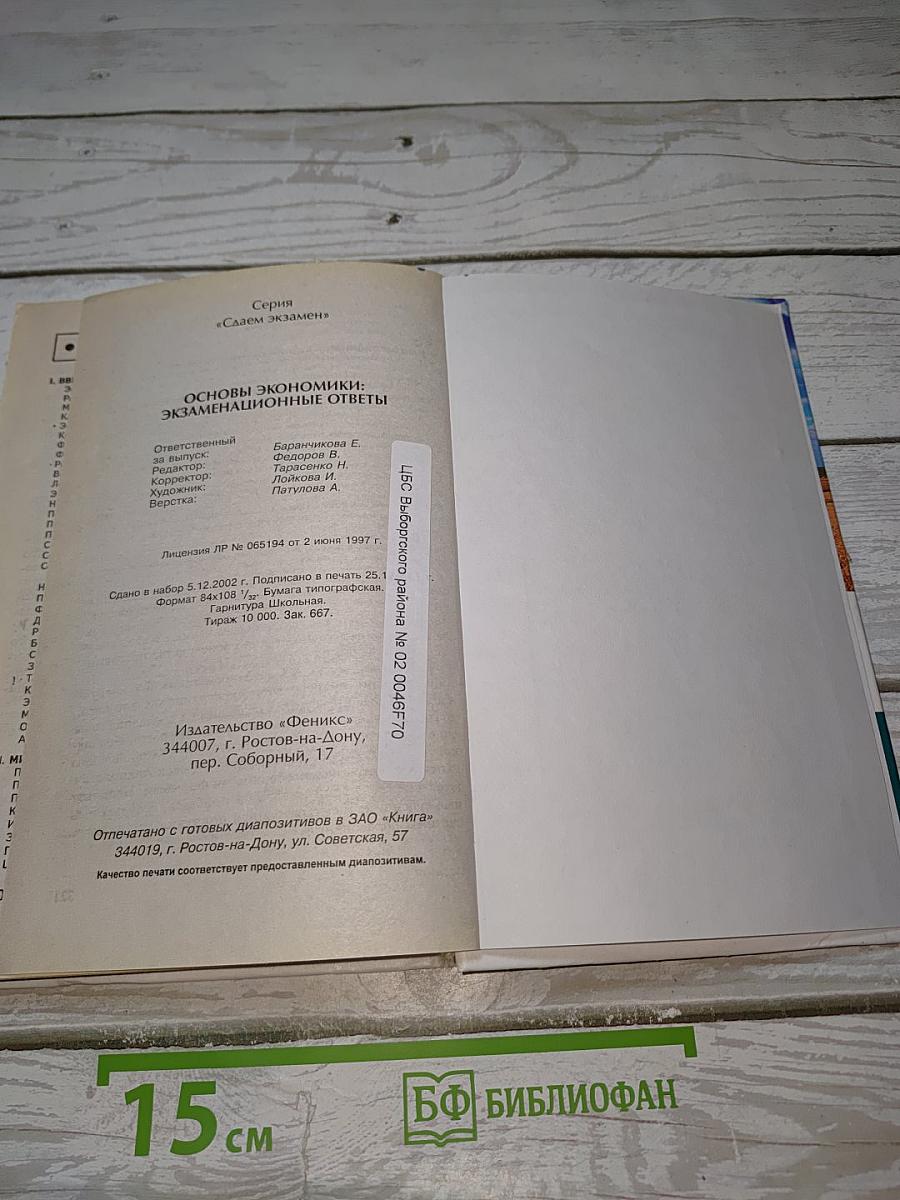 Серия
«Сдаем экзамен»
ОСНОВЫ ЭКОНОМИКИ:
ЭКЗАМЕНАЦИОННЫЕ ОТВЕТЫ
Ответственный
за выпуск: Баранчикова Е.
Редактор: Федоров В.
Корректор: Тарасенко Н.
Художник: Лойкова И.
Верстка: Патулова А.
Лицензия ЛР № 065194 от 2 июня 1997 г.
Сдано в набор 5.12.2002 г. Подписано в печать 25.1
Формат 84х108 1/32. Бумага типографская.
Гарнитура Школьная.
Тираж 10 000. Зак. 667.
Издательство «Феникс»
344007, г. Ростов-на-Дону,
пер. Соборный, 17
Отпечатано с готовых диапозитивов в ЗАО «Книга»
344019, г. Ростов-на-Дону, ул. Советская, 57
Качество печати соответствует предоставленным диапозитивам.
ЦБС Выборгского района № 02 0046F70
15 см
БФ БИБЛИОФАН